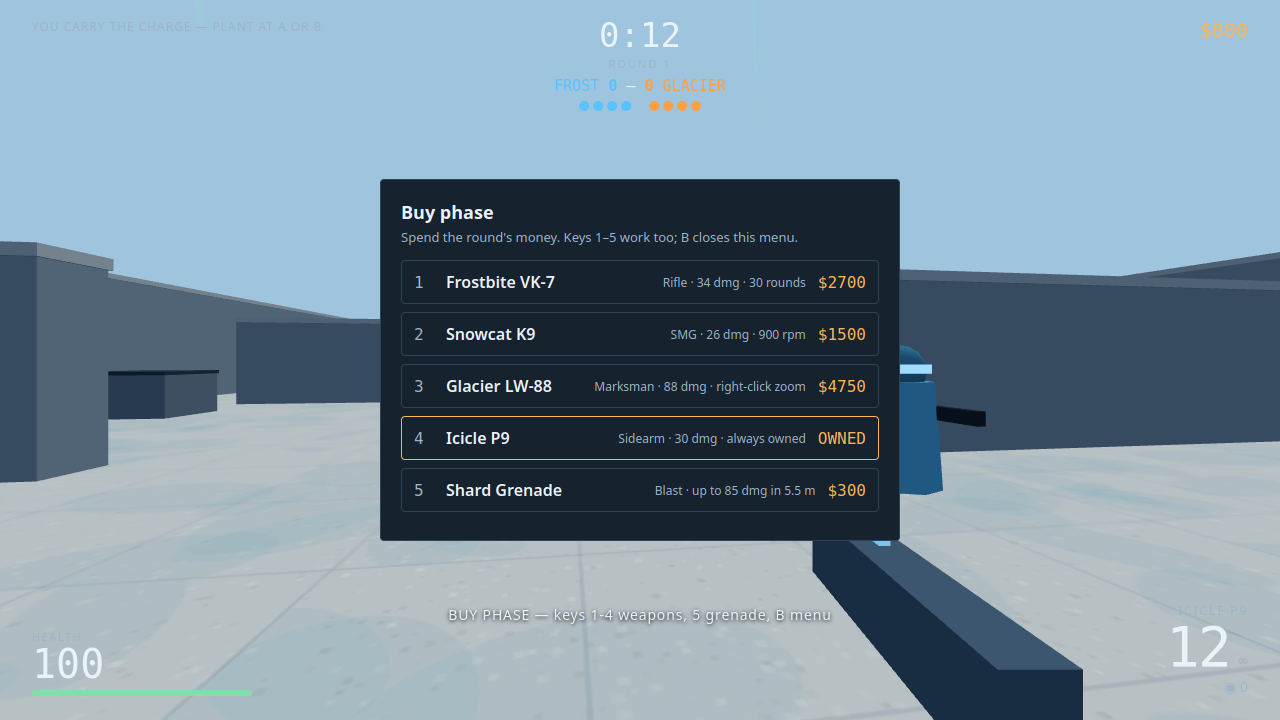 YOU CARRY THE CHARGE — PLANT AT A OR B
0:12
$800
ROUND 1
FROST 0 — 0 GLACIER
Buy phase
Spend the round's money. Keys 1–5 work too; B closes this menu.
1 Frostbite VK-7 Rifle · 34 dmg · 30 rounds $2700
2 Snowcat K9 SMG · 26 dmg · 900 rpm $1500
3 Glacier LW-88 Marksman · 88 dmg · right-click zoom $4750
4 Icicle P9 Sidearm · 30 dmg · always owned OWNED
5 Shard Grenade Blast · up to 85 dmg in 5.5 m $300
BUY PHASE — keys 1-4 weapons, 5 grenade, B menu
HEALTH
100
ICICLE P9
12 ∞
◉ 0